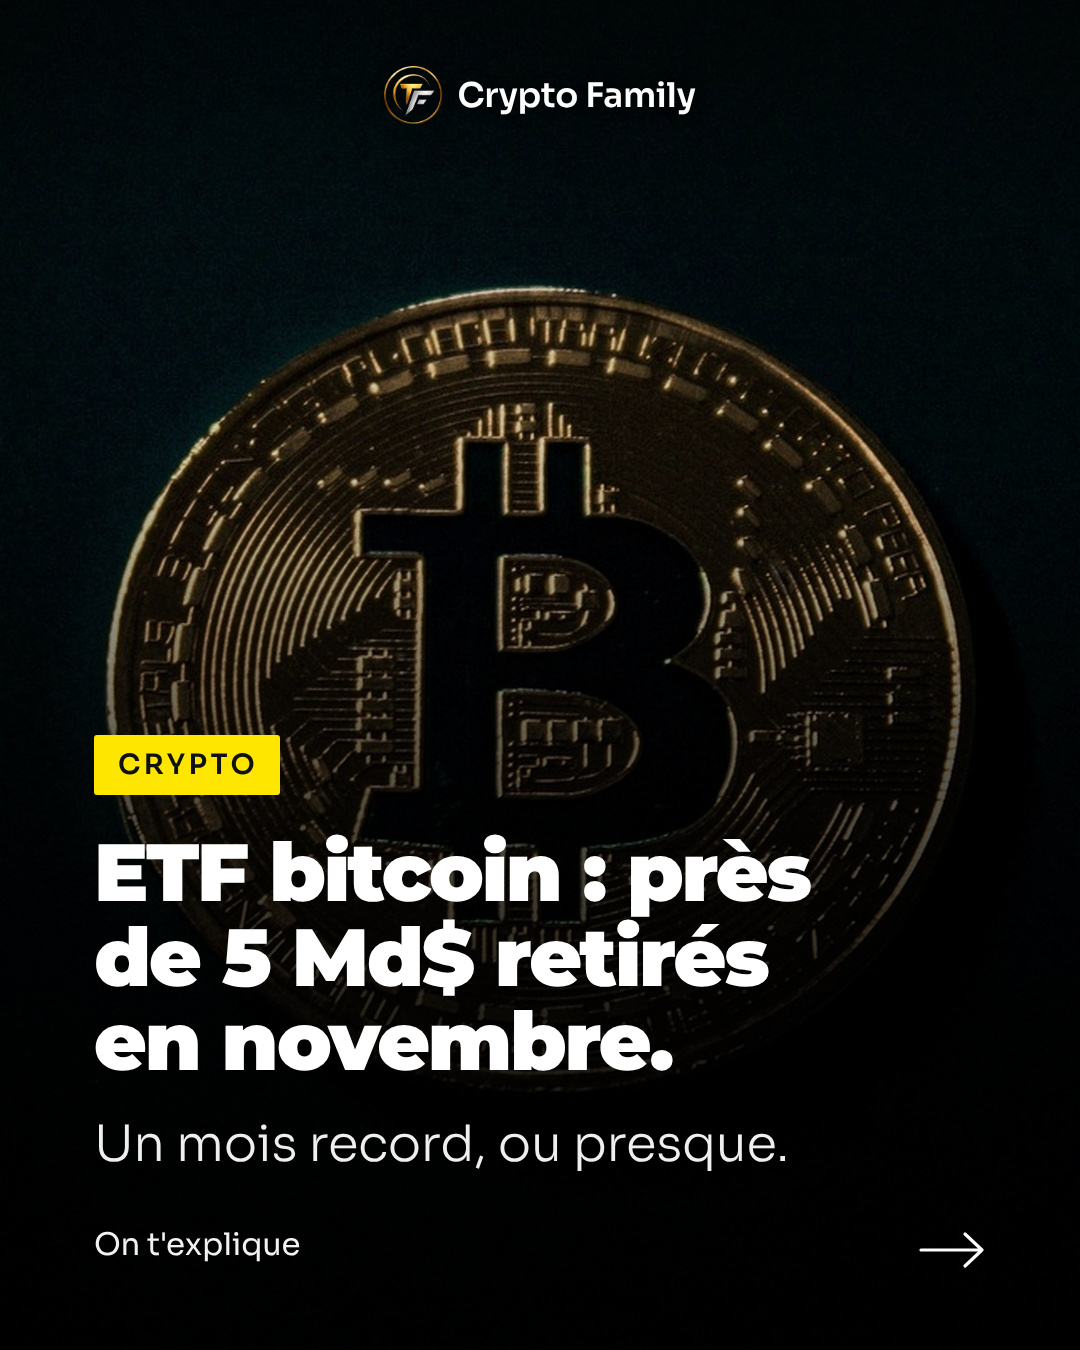 TF Crypto Family
CRYPTO
ETF bitcoin : près
de 5 Md$ retirés
en novembre.
Un mois record, ou presque.
On t'explique